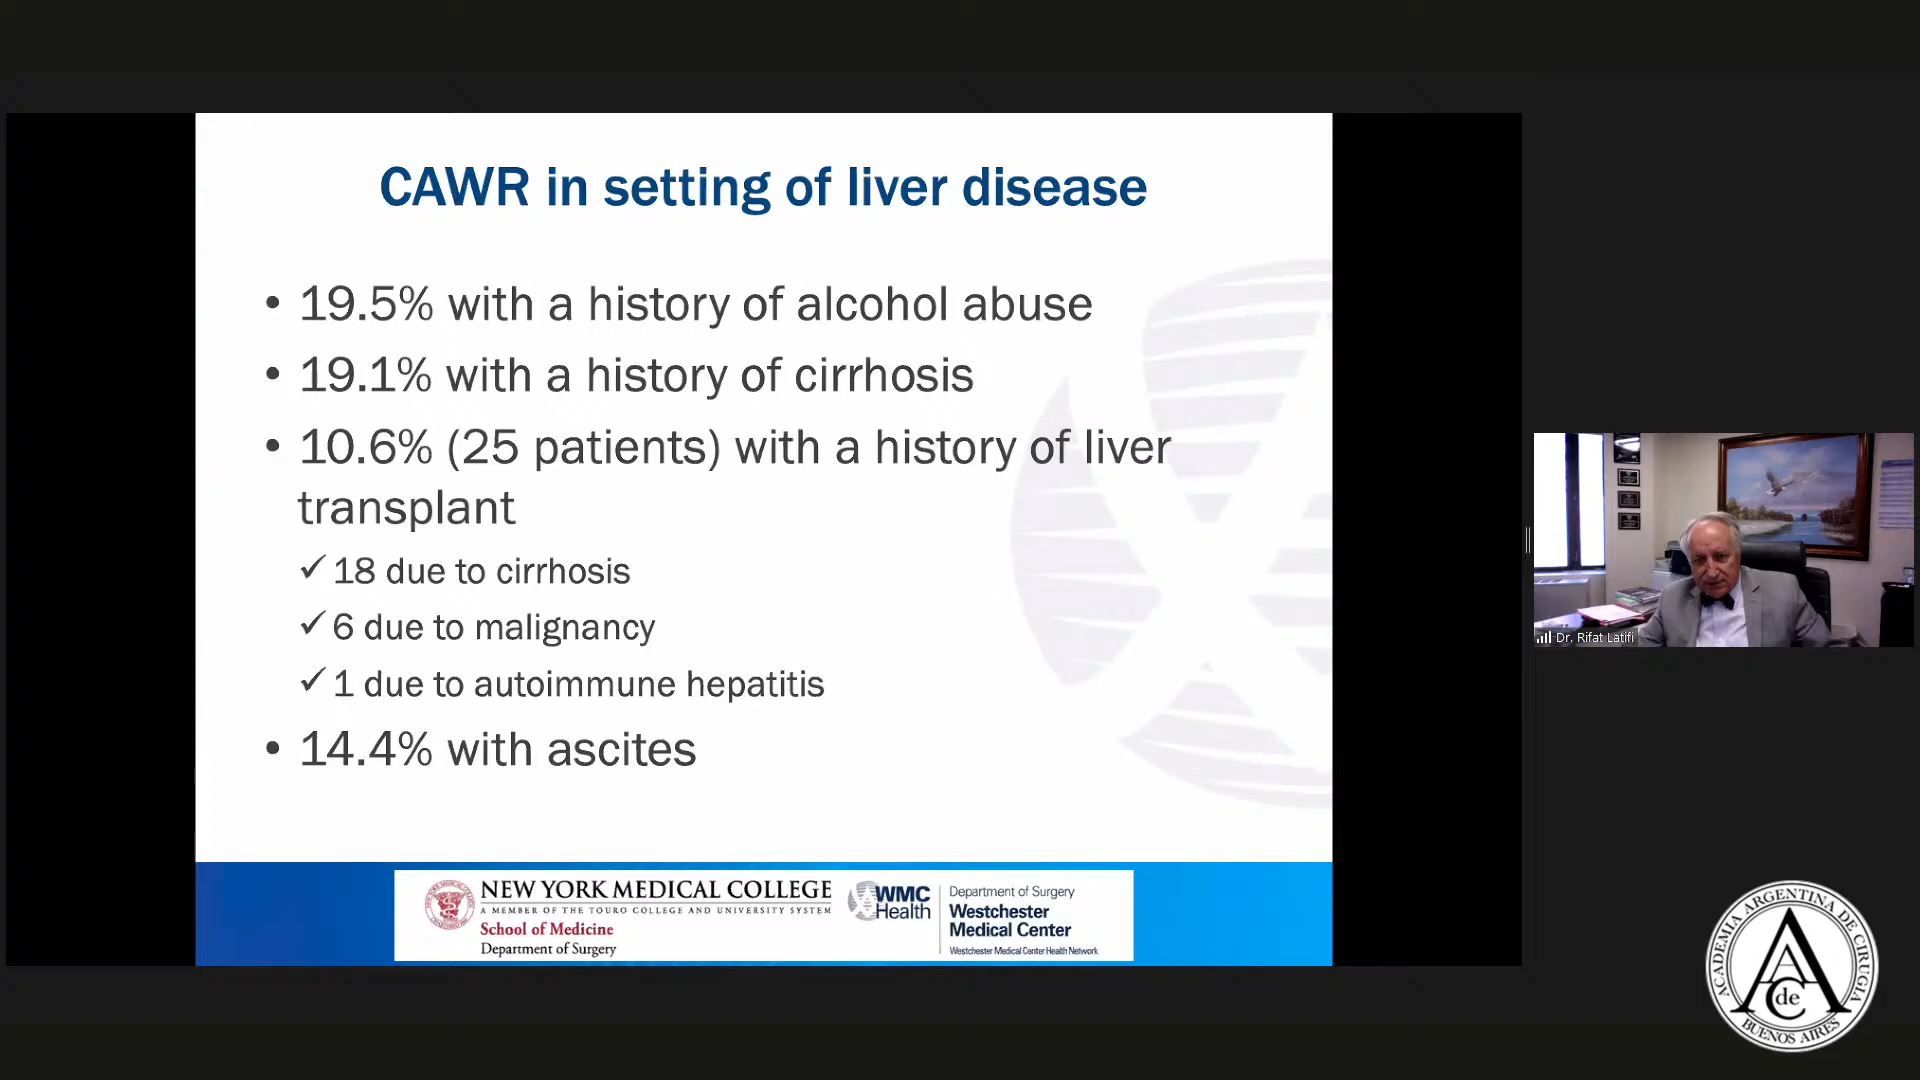 CAWR in setting of liver disease
• 19.5% with a history of alcohol abuse
• 19.1% with a history of cirrhosis
• 10.6% (25 patients) with a history of liver
transplant
✓ 18 due to cirrhosis
✓ 6 due to malignancy
✓ 1 due to autoimmune hepatitis
• 14.4% with ascites
NEW YORK MEDICAL COLLEGE
A MEMBER OF THE TOURO COLLEGE AND UNIVERSITY SYSTEM
School of Medicine
Department of Surgery
WMC
Health
Department of Surgery
Westchester
Medical Center
Westchester Medical Center Health Network
Dr. Rifat Latifi
ACADEMIA ARGENTINA DE CIRUGIA
AAC
de
BUENOS AIRES